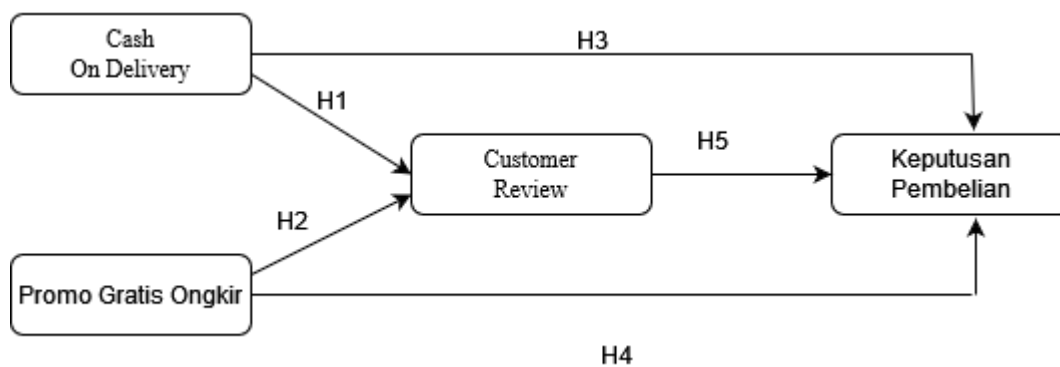 Cash
On Delivery
H3
H1
Customer
Review
H5
Keputusan
Pembelian
H2
Promo Gratis Ongkir
H4